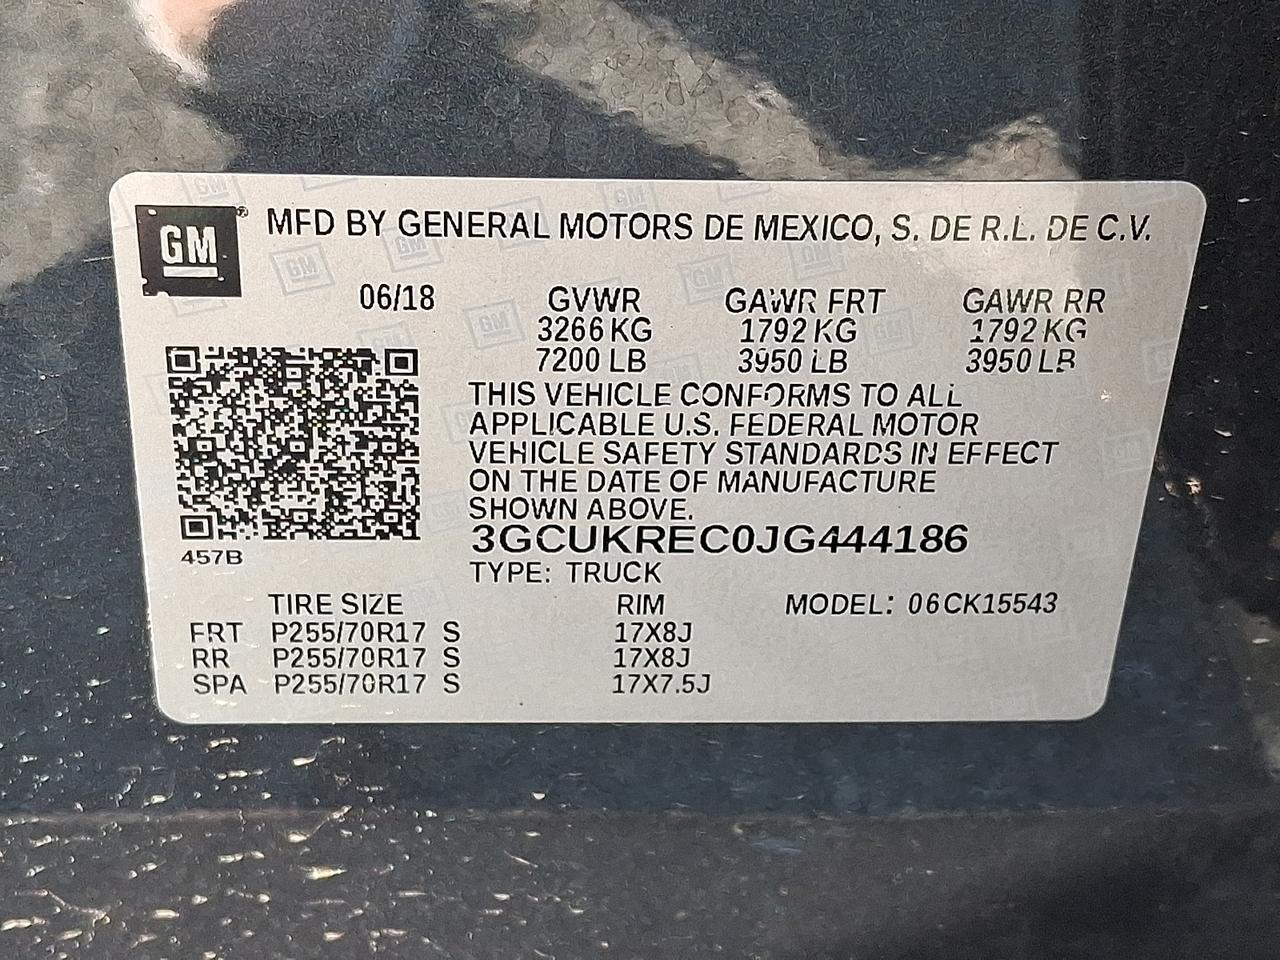 GM ® MFD BY GENERAL MOTORS DE MEXICO, S. DE R.L. DE C.V.
06/18 GVWR GAWR FRT GAWR RR
3266 KG 1792 KG 1792 KG
7200 LB 3950 LB 3950 LB
THIS VEHICLE CONFORMS TO ALL
APPLICABLE U.S. FEDERAL MOTOR
VEHICLE SAFETY STANDARDS IN EFFECT
ON THE DATE OF MANUFACTURE
SHOWN ABOVE.
3GCUKREC0JG444186
457B
TYPE: TRUCK
TIRE SIZE RIM MODEL: 06CK15543
FRT P255/70R17 S 17X8J
RR P255/70R17 S 17X8J
SPA P255/70R17 S 17X7.5J